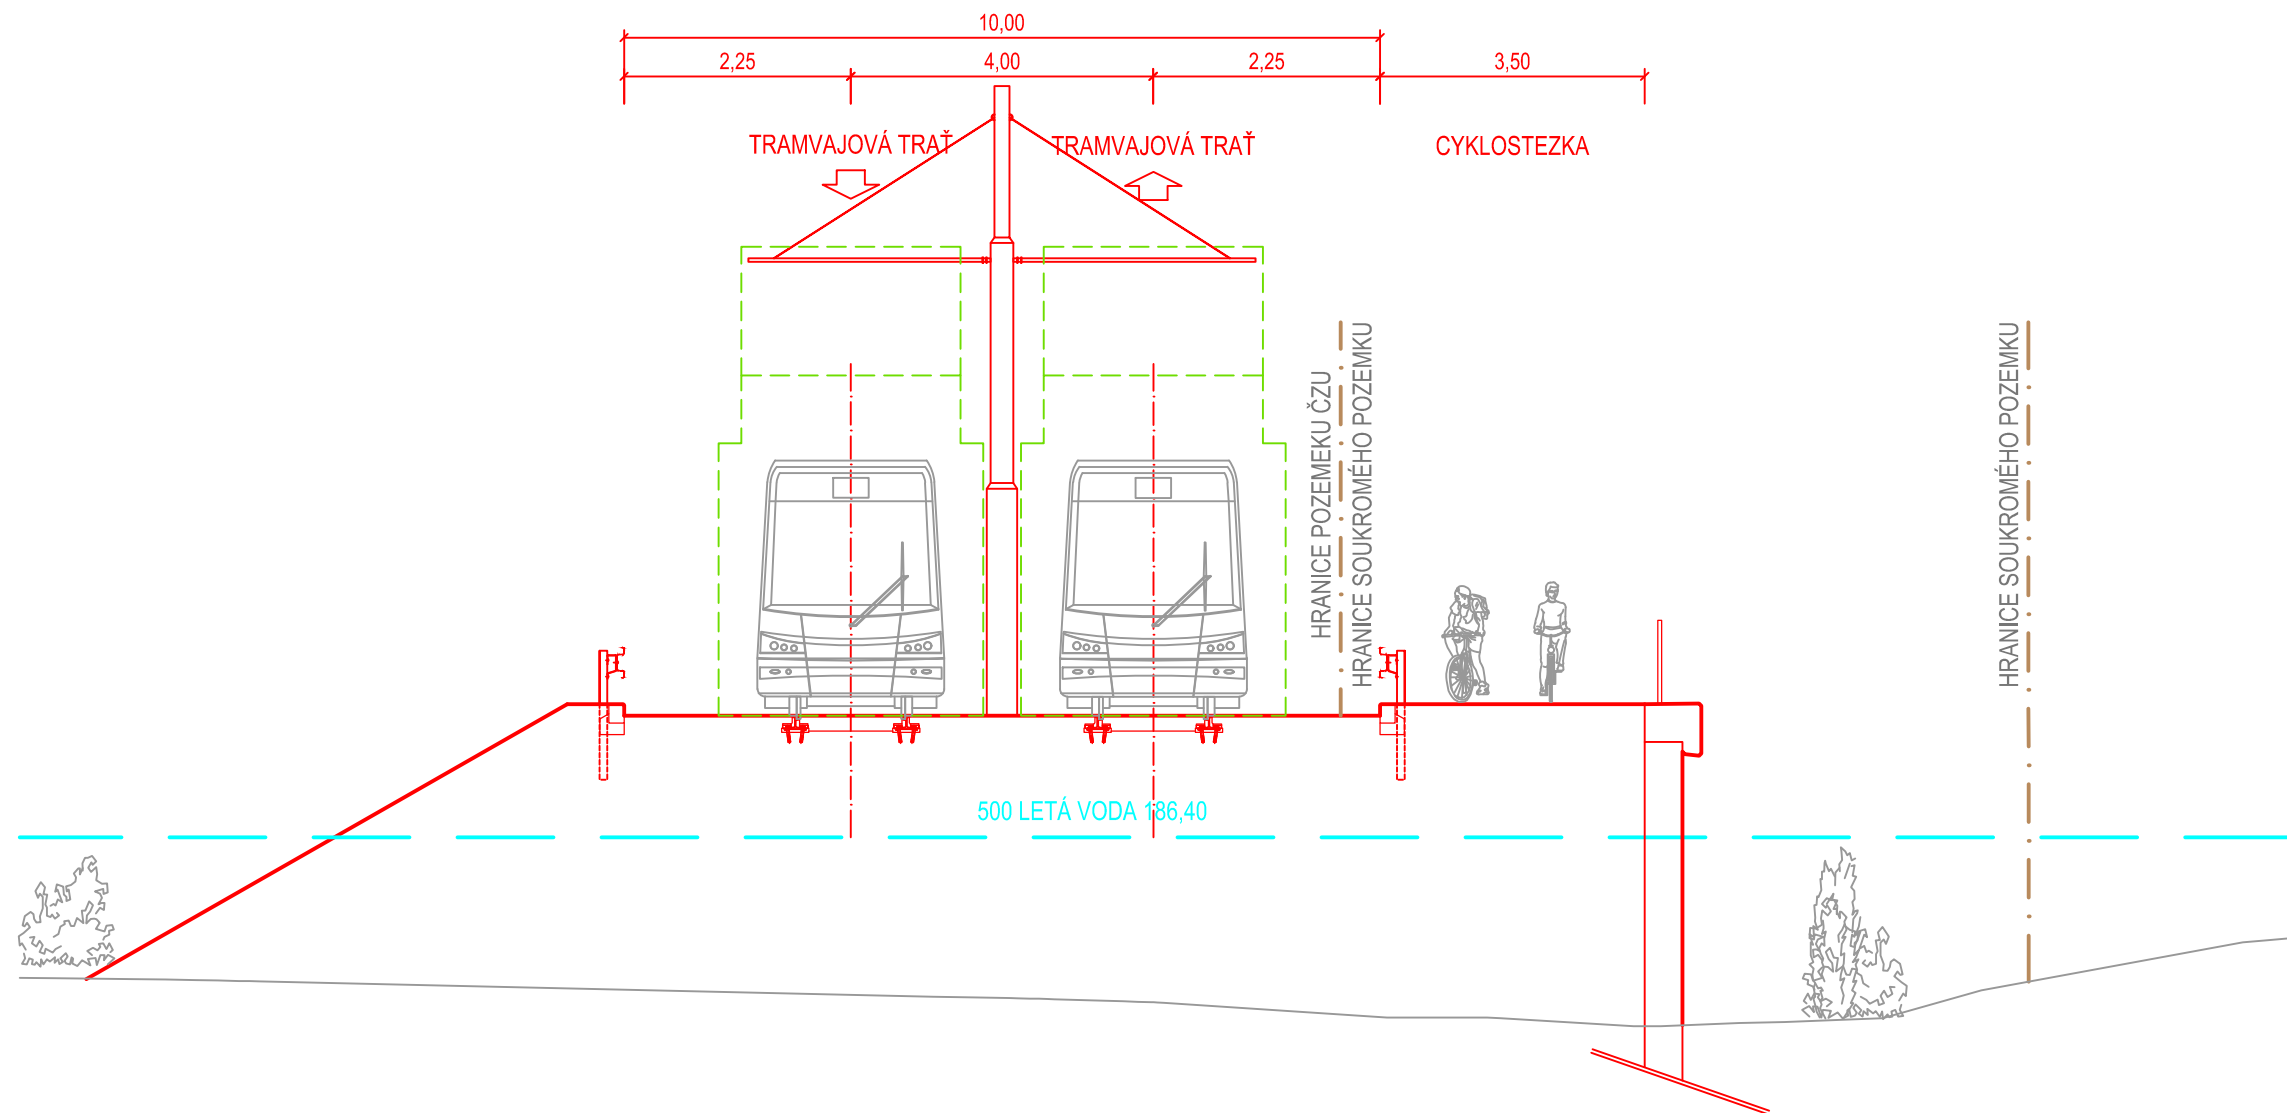 10,00
2,25
4,00
2,25
3,50
TRAMVAJOVÁ TRAŤ
TRAMVAJOVÁ TRAŤ
CYKLOSTEZKA
HRANICE POZEMEKU ČZU
HRANICE SOUKROMÉHO POZEMKU
HRANICE SOUKROMÉHO POZEMKU
500 LETÁ VODA 186,40